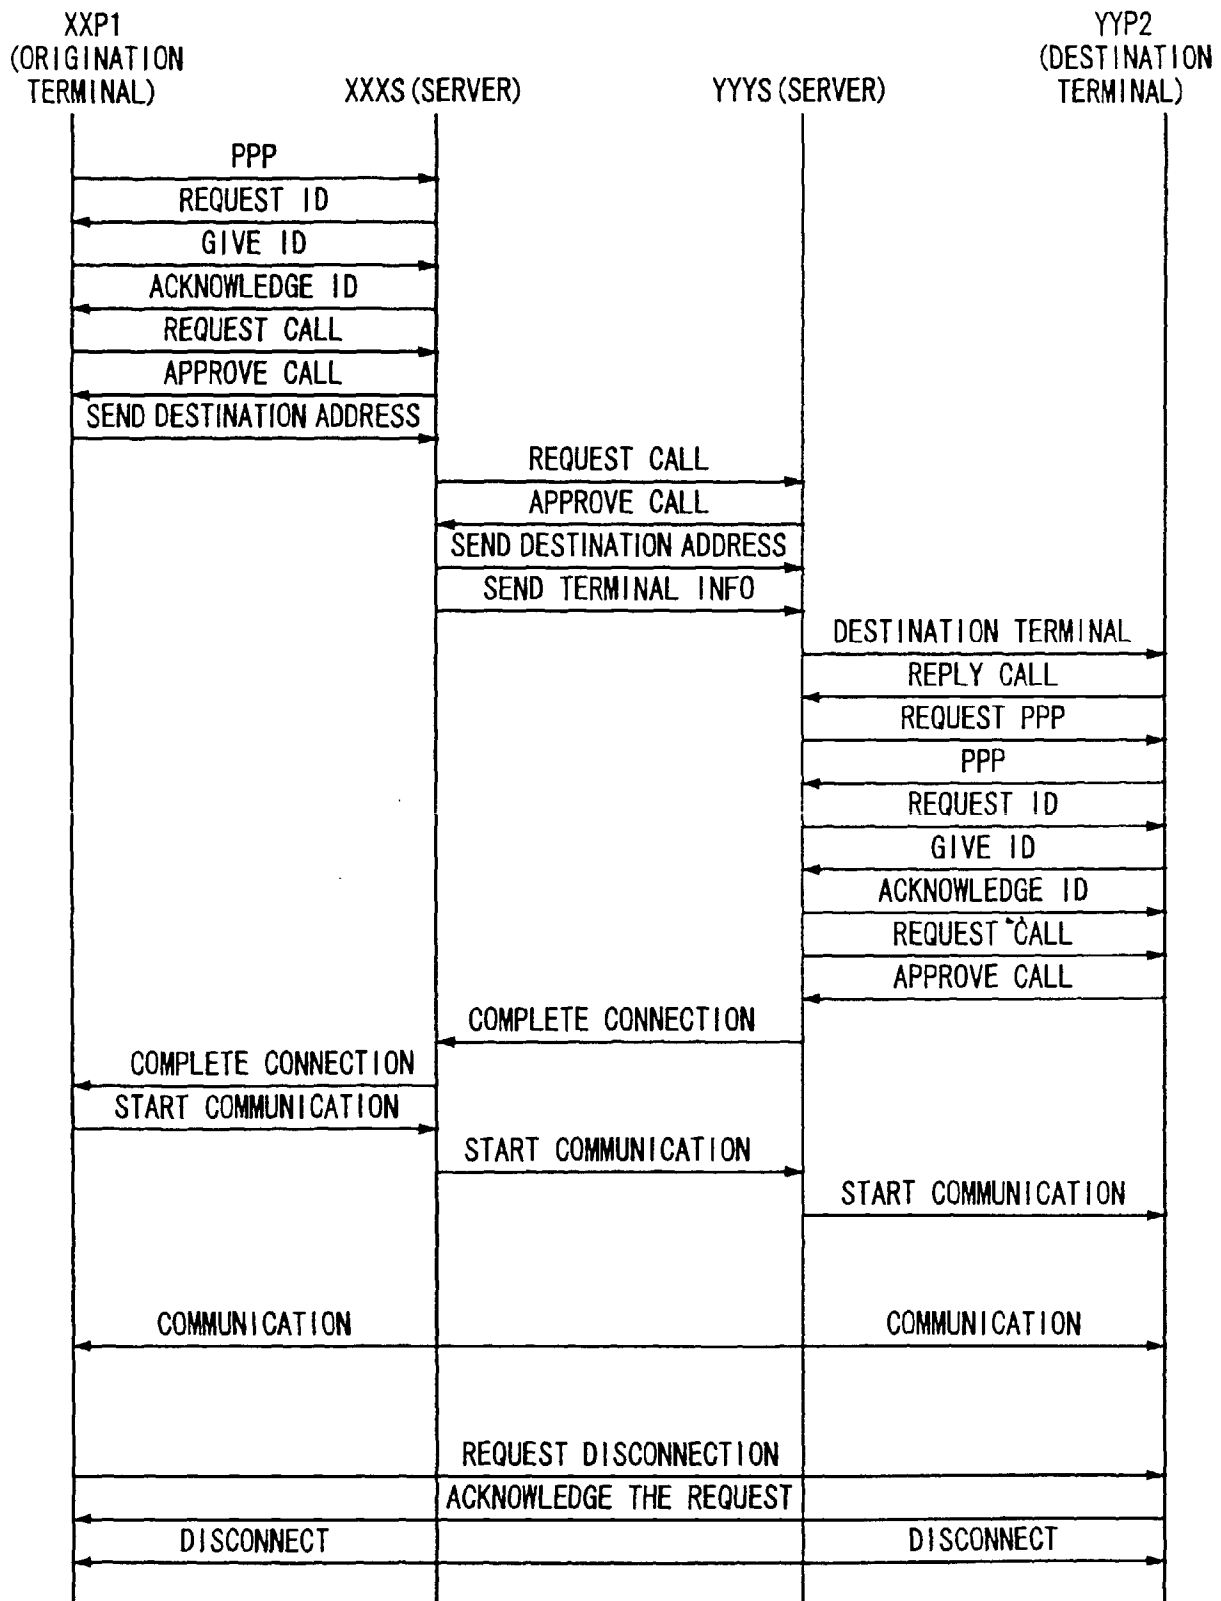 XXP1
(ORIGINATION
TERMINAL)
XXXS (SERVER)
YYYS (SERVER)
YYP2
(DESTINATION
TERMINAL)
PPP
REQUEST ID
GIVE ID
ACKNOWLEDGE ID
REQUEST CALL
APPROVE CALL
SEND DESTINATION ADDRESS
REQUEST CALL
APPROVE CALL
SEND DESTINATION ADDRESS
SEND TERMINAL INFO
DESTINATION TERMINAL
REPLY CALL
REQUEST PPP
PPP
REQUEST ID
GIVE ID
ACKNOWLEDGE ID
REQUEST CALL
APPROVE CALL
COMPLETE CONNECTION
COMPLETE CONNECTION
START COMMUNICATION
START COMMUNICATION
START COMMUNICATION
COMMUNICATION
COMMUNICATION
REQUEST DISCONNECTION
ACKNOWLEDGE THE REQUEST
DISCONNECT
DISCONNECT